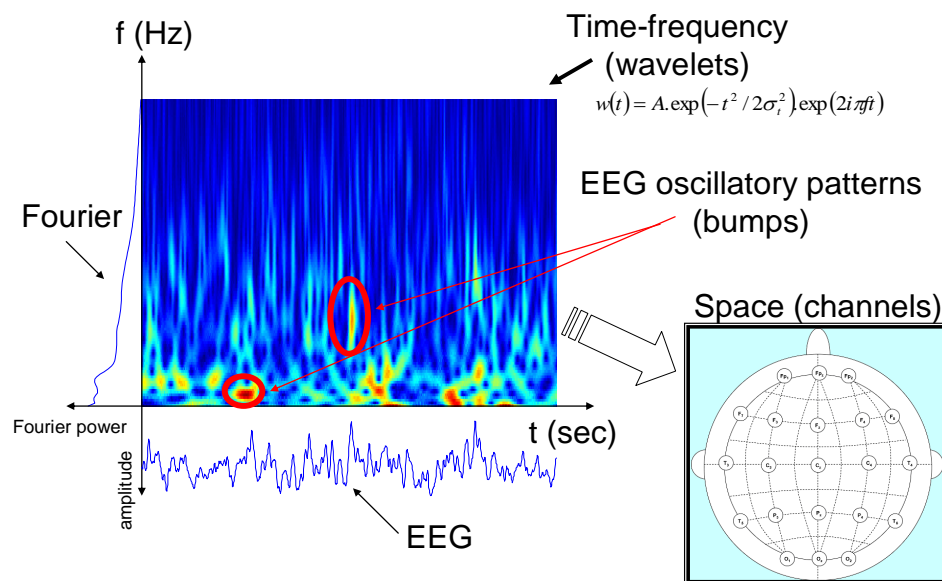 f (Hz)
Time-frequency
(wavelets)
w(t) = A.exp(−t² / 2σₜ²).exp(2iπft)
EEG oscillatory patterns
(bumps)
Fourier
Space (channels)
Fourier power
t (sec)
amplitude
EEG